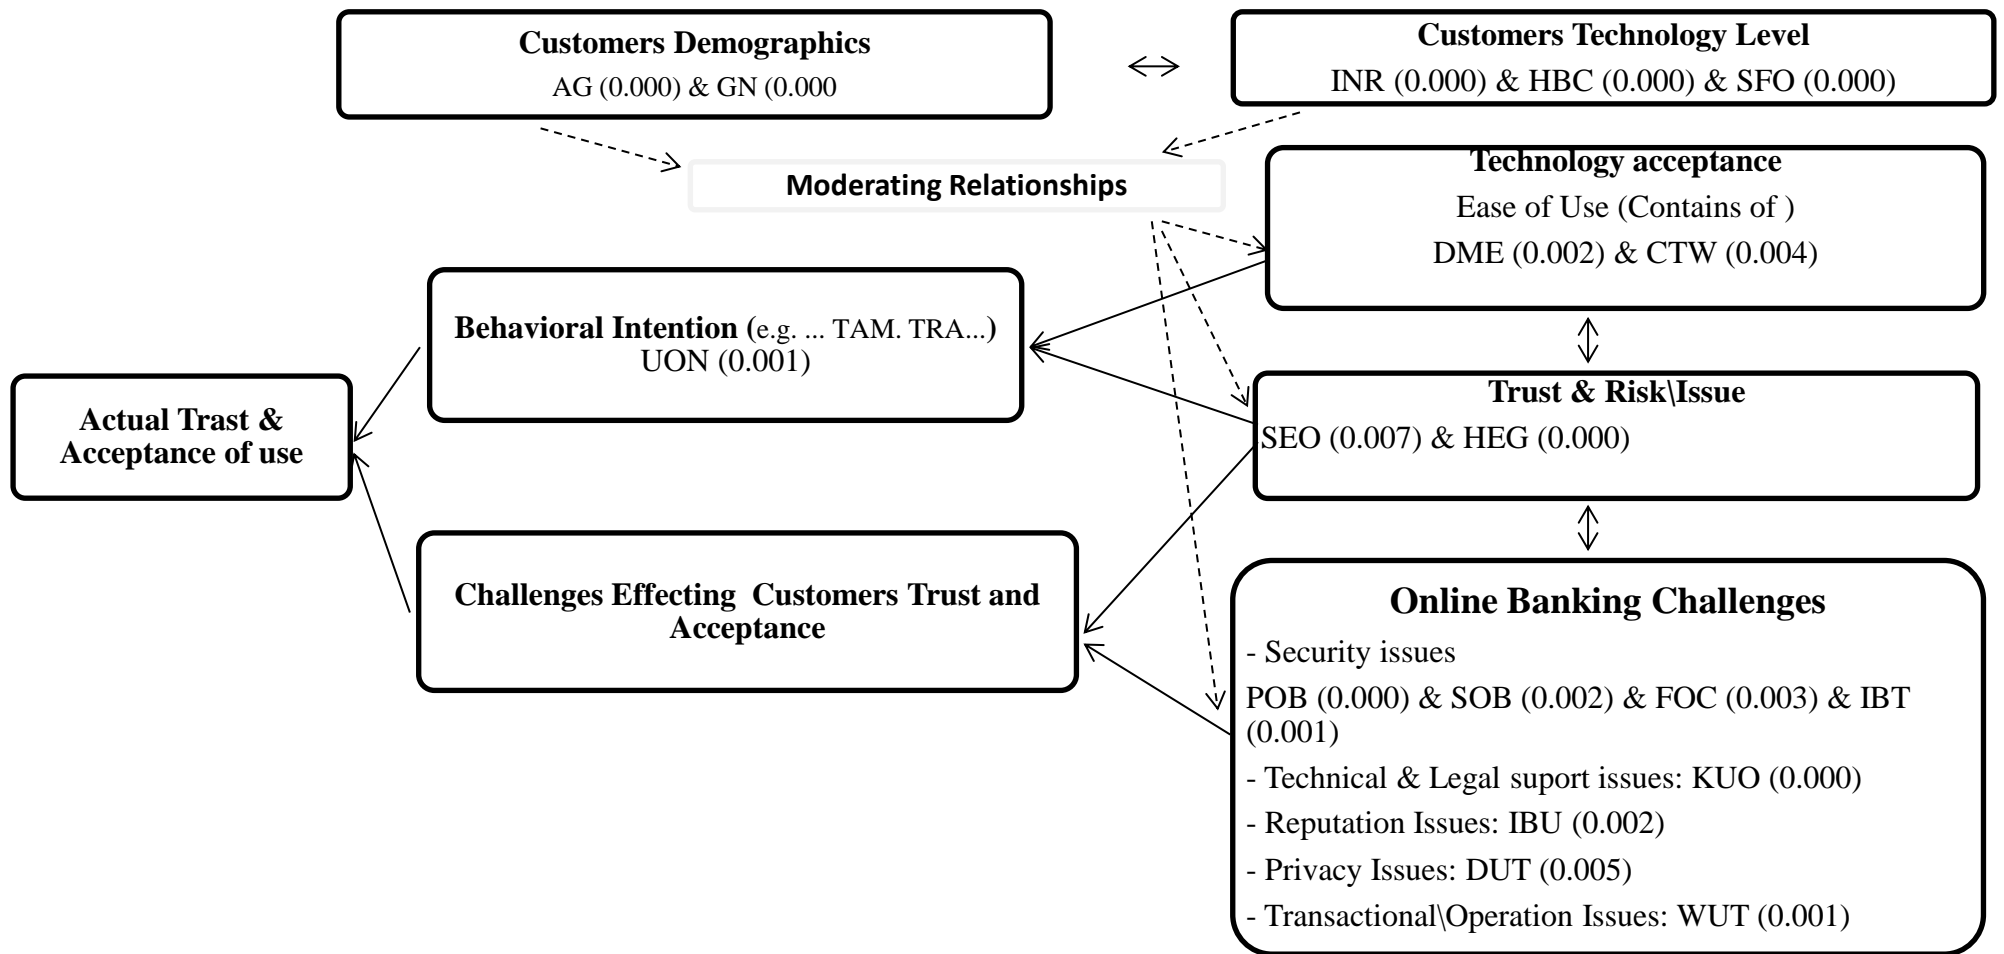 Customers Demographics
AG (0.000) & GN (0.000
Customers Technology Level
INR (0.000) & HBC (0.000) & SFO (0.000)
Moderating Relationships
Technology acceptance
Ease of Use (Contains of )
DME (0.002) & CTW (0.004)
Behavioral Intention (e.g. ... TAM. TRA...)
UON (0.001)
Actual Trast &
Acceptance of use
Trust & Risk\Issue
SEO (0.007) & HEG (0.000)
Challenges Effecting Customers Trust and
Acceptance
Online Banking Challenges
- Security issues
POB (0.000) & SOB (0.002) & FOC (0.003) & IBT
(0.001)
- Technical & Legal suport issues: KUO (0.000)
- Reputation Issues: IBU (0.002)
- Privacy Issues: DUT (0.005)
- Transactional\Operation Issues: WUT (0.001)